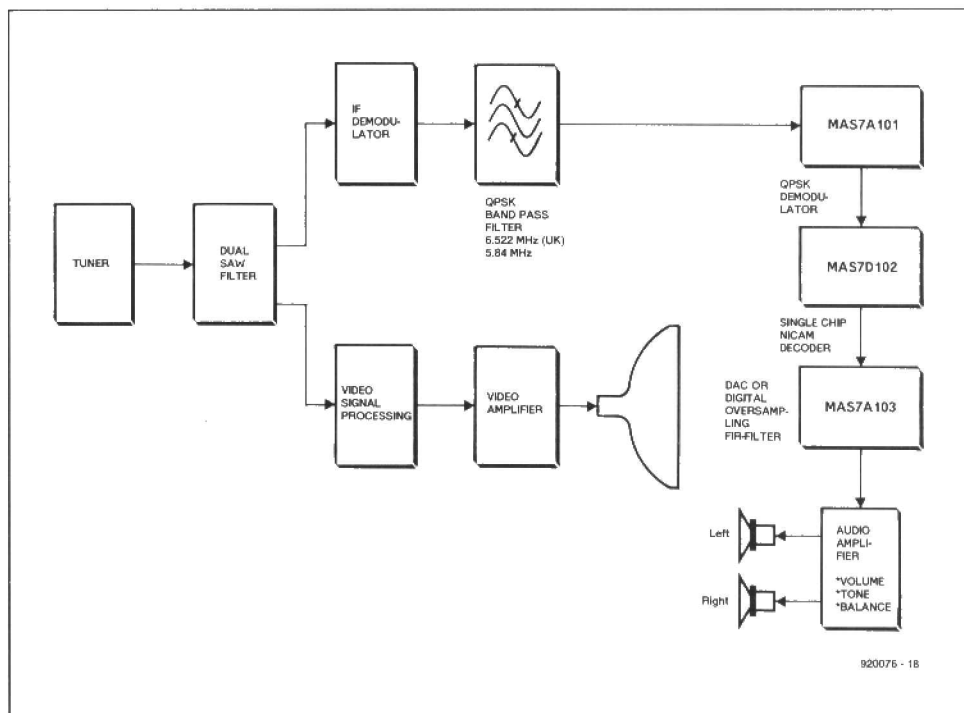 IF
DEMODU-
LATOR
QPSK
BAND PASS
FILTER
6.522 MHz (UK)
5.84 MHz
MAS7A101
QPSK
DEMODU-
LATOR
TUNER
DUAL
SAW
FILTER
MAS7D102
SINGLE CHIP
NICAM
DECODER
VIDEO
SIGNAL
PROCESSING
VIDEO
AMPLIFIER
DAC OR
DIGITAL
OVERSAMP-
LING
FIR-FILTER
MAS7A103
Left
Right
AUDIO
AMPLI-
FIER
*VOLUME
*TONE
*BALANCE
920076 - 18